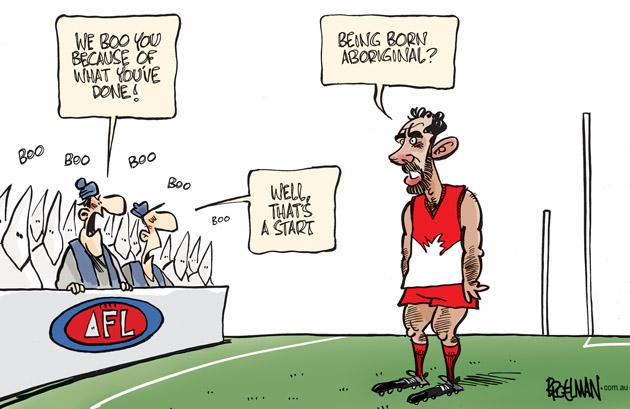 WE BOO YOU
BECAUSE OF
WHAT YOU'VE
DONE!
BEING BORN
ABORIGINAL?
BOO
BOO
BOO
BOO
BOO
WELL,
THAT'S
A START
AFL
BROELMAN.com.au